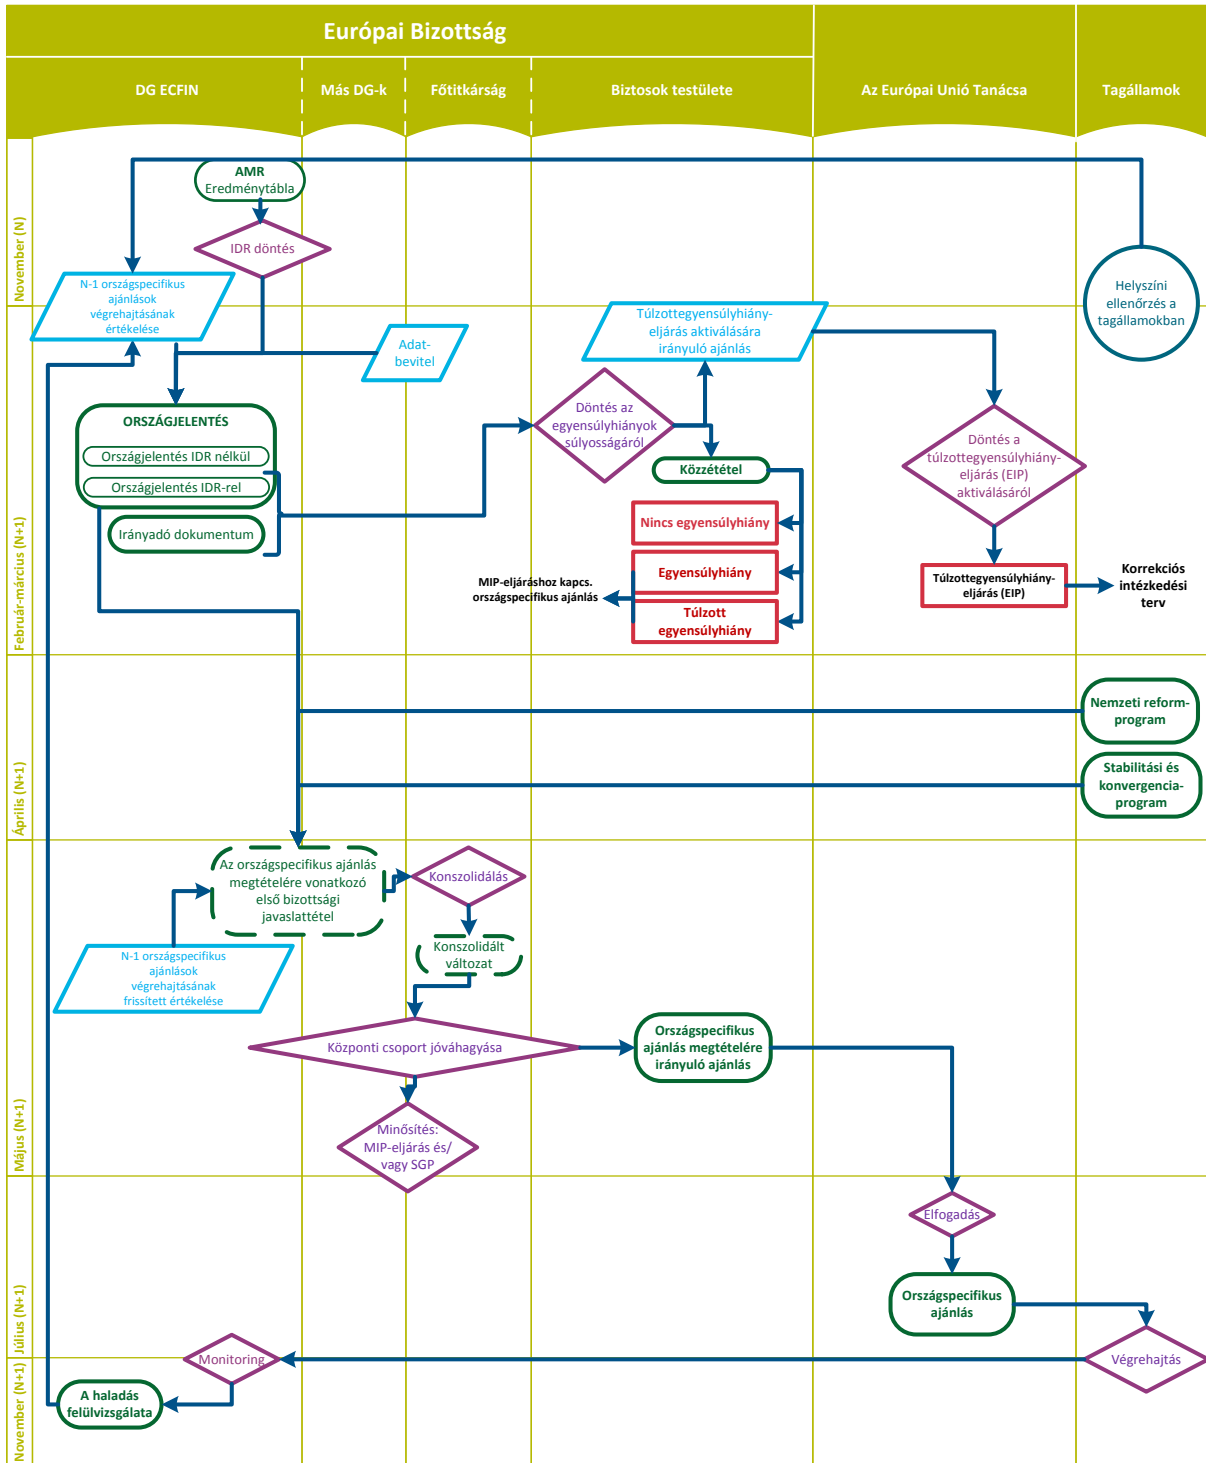 Európai Bizottság
DG ECFIN
Más DG-k
Főtitkárság
Biztosok testülete
Az Európai Unió Tanácsa
Tagállamok
November (N)
AMR
Eredménytábla
IDR döntés
N-1 országspecifikus
ajánlások
végrehajtásának
értékelése
Helyszíni
ellenőrzés a
tagállamokban
Február-március (N+1)
Adat-
bevitel
Túlzottegyensúlyhiány-
eljárás aktiválására
irányuló ajánlás
ORSZÁGJELENTÉS
Országjelentés IDR nélkül
Országjelentés IDR-rel
Irányadó dokumentum
Döntés az
egyensúlyhiányok
súlyosságáról
Közzététel
Nincs egyensúlyhiány
Egyensúlyhiány
Túlzott
egyensúlyhiány
MIP-eljáráshoz kapcs.
országspecifikus ajánlás
Döntés a
túlzottegyensúlyhiány-
eljárás (EIP)
aktiválásáról
Túlzottegyensúlyhiány-
eljárás (EIP)
Korrekciós
intézkedési
terv
Április (N+1)
Nemzeti reform-
program
Stabilitási és
konvergencia-
program
Május (N+1)
Az országspecifikus ajánlás
megtételére vonatkozó
első bizottsági
javaslattétel
Konszolidálás
Konszolidált
változat
N-1 országspecifikus
ajánlások
végrehajtásának
frissített értékelése
Központi csoport jóváhagyása
Országspecifikus
ajánlás megtételére
irányuló ajánlás
Minősítés:
MIP-eljárás és/
vagy SGP
Július (N+1)
Elfogadás
Országspecifikus
ajánlás
November (N+1)
Monitoring
Végrehajtás
A haladás
felülvizsgálata